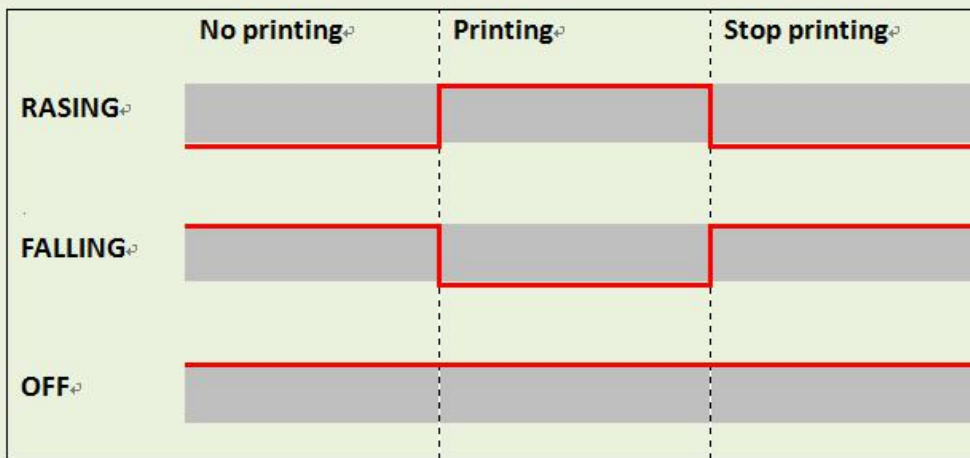 No printing Printing Stop printing
RASING
FALLING
OFF